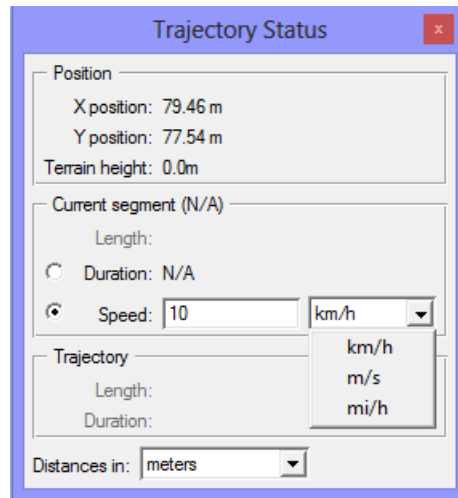 Trajectory Status
x
Position
X position: 79.46 m
Y position: 77.54 m
Terrain height: 0.0m
Current segment (N/A)
Length:
Duration: N/A
Speed: 10 km/h
km/h
m/s
mi/h
Trajectory
Length:
Duration:
Distances in: meters